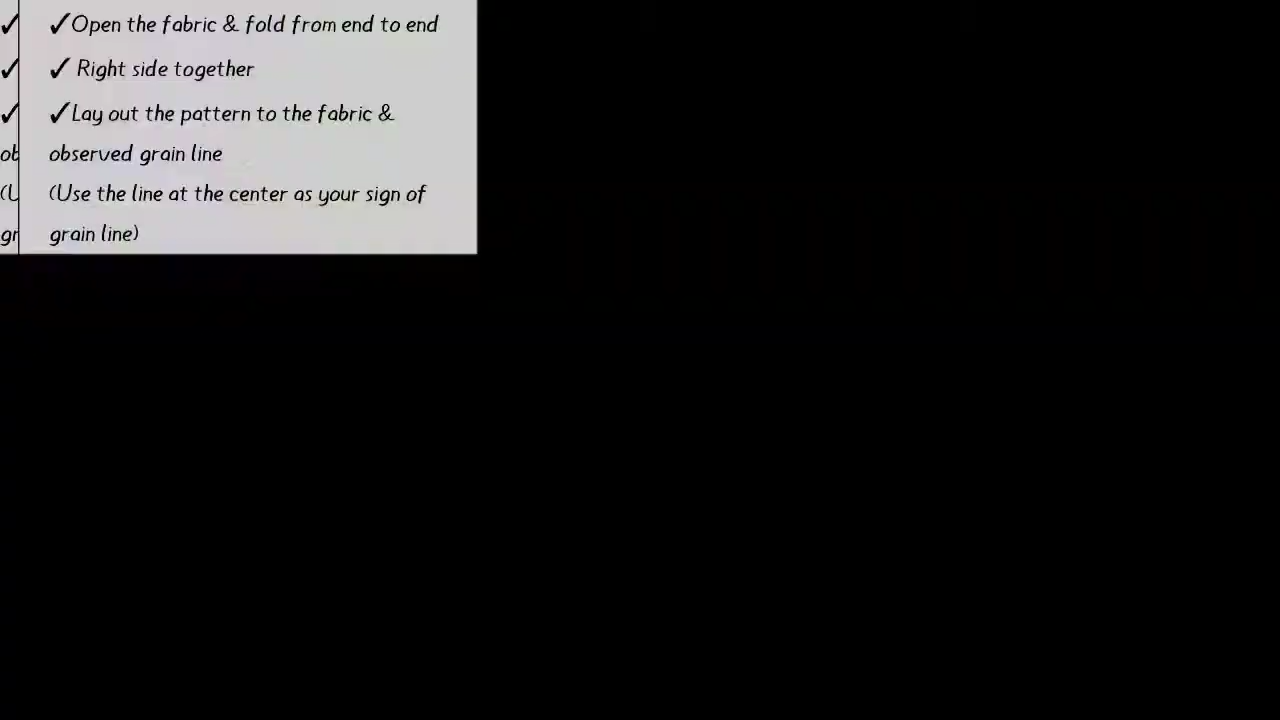 ✓Open the fabric & fold from end to end
✓ Right side together
✓Lay out the pattern to the fabric &
observed grain line
(Use the line at the center as your sign of
grain line)